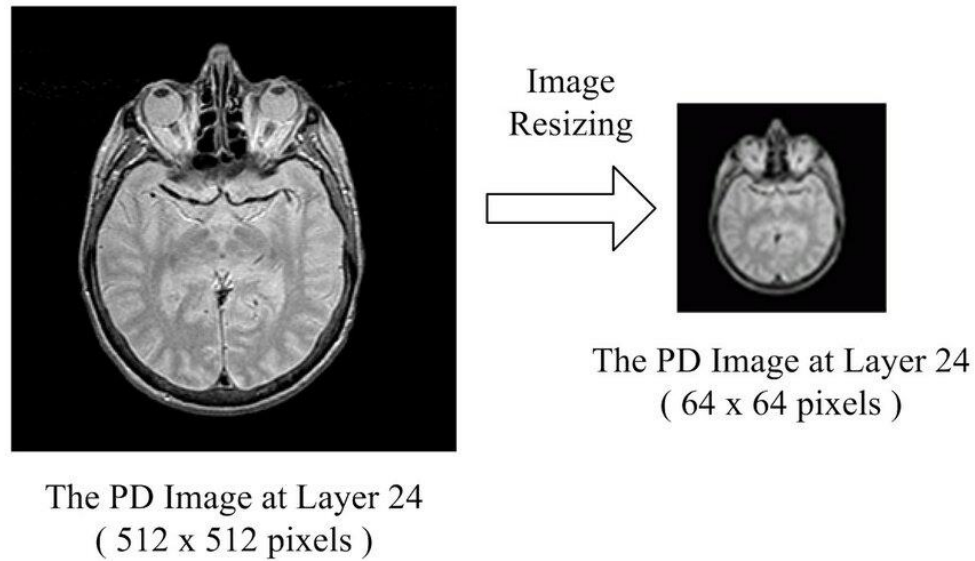 Image
Resizing
The PD Image at Layer 24
( 64 x 64 pixels )
The PD Image at Layer 24
( 512 x 512 pixels )